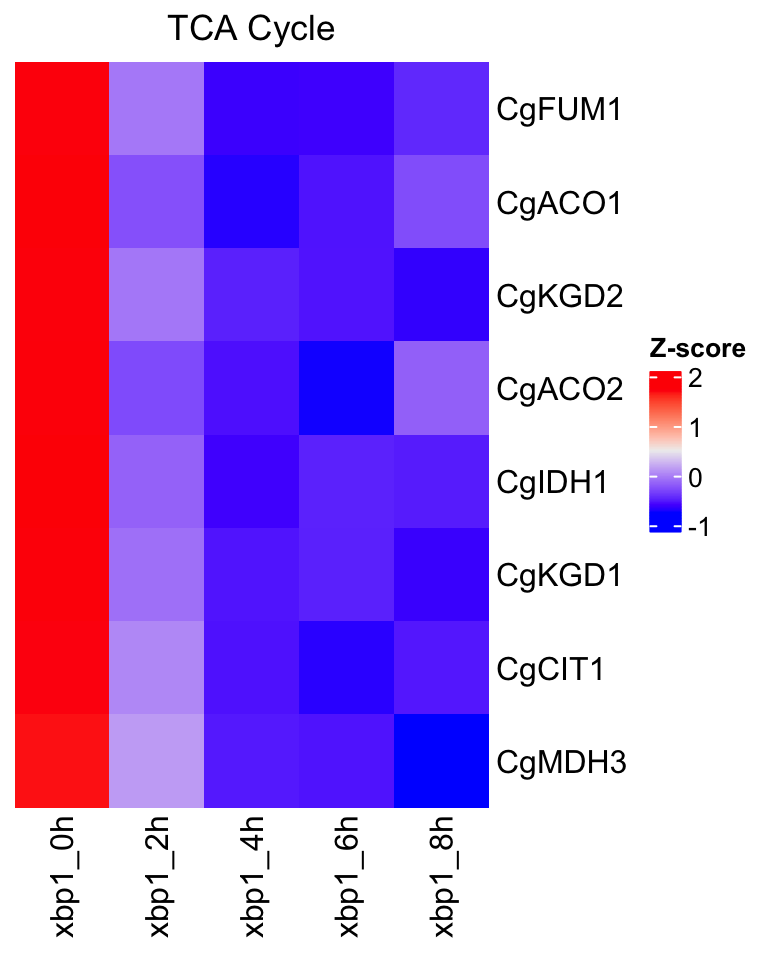 TCA Cycle
CgFUM1
CgACO1
CgKGD2
CgACO2
CgIDH1
CgKGD1
CgCIT1
CgMDH3
Z-score
2
1
0
-1
xbp1_0h
xbp1_2h
xbp1_4h
xbp1_6h
xbp1_8h